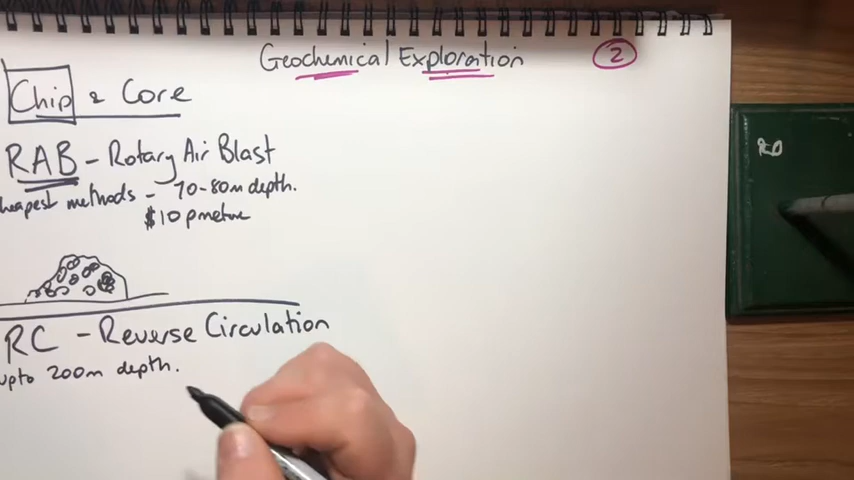 Geochemical Exploration 2
Chip & Core
RAB - Rotary Air Blast
heapest methods - 70-80m depth.
$10 pmetre
RC - Reverse Circulation
upto 200m depth.